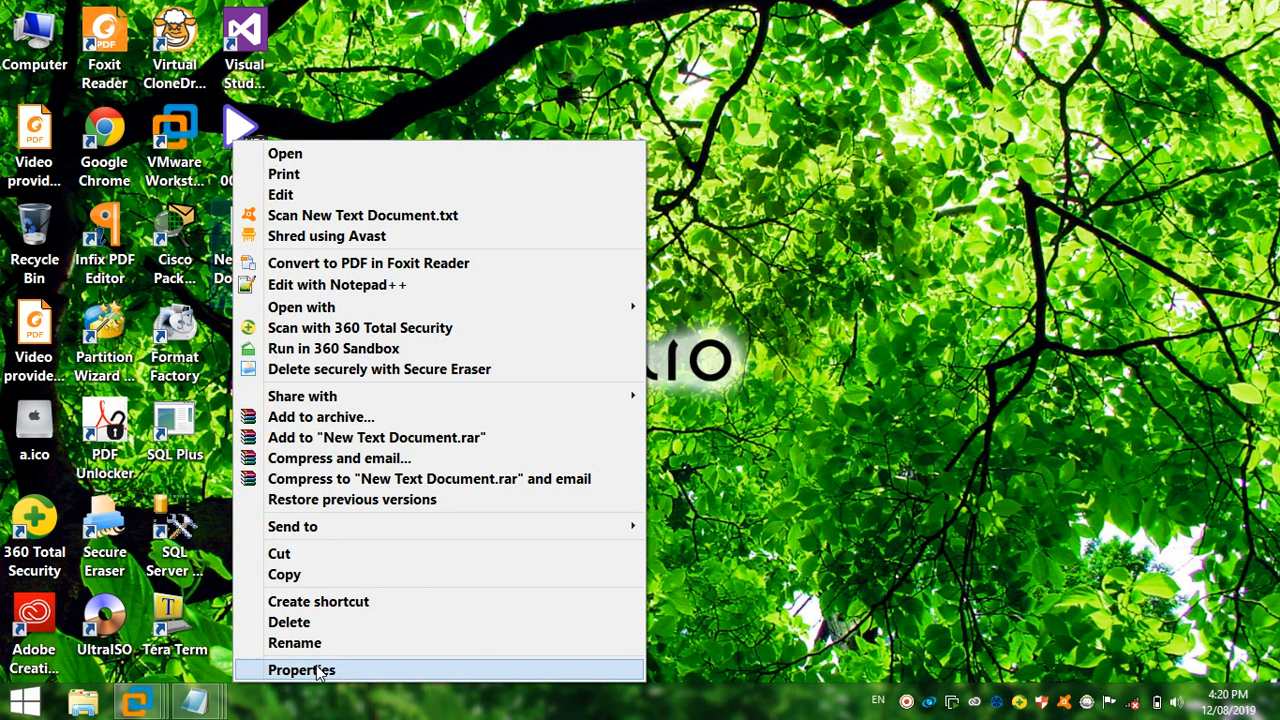 Computer
Foxit
Reader
Virtual
CloneDr...
Visual
Stud...
Video
provid...
Google
Chrome
VMware
Workst...
00
Recycle
Bin
Infix PDF
Editor
Cisco
Pack...
Ne
Do
Video
provide...
Partition
Wizard ...
Format
Factory
a.ico
PDF
Unlocker
SQL Plus
360 Total
Security
Secure
Eraser
SQL
Server ...
Adobe
Creati...
UltraISO
Tera Term
Open
Print
Edit
Scan New Text Document.txt
Shred using Avast
Convert to PDF in Foxit Reader
Edit with Notepad++
Open with
Scan with 360 Total Security
Run in 360 Sandbox
Delete securely with Secure Eraser
Share with
Add to archive...
Add to "New Text Document.rar"
Compress and email...
Compress to "New Text Document.rar" and email
Restore previous versions
Send to
Cut
Copy
Create shortcut
Delete
Rename
Properties
EN
4:20 PM
12/08/2019